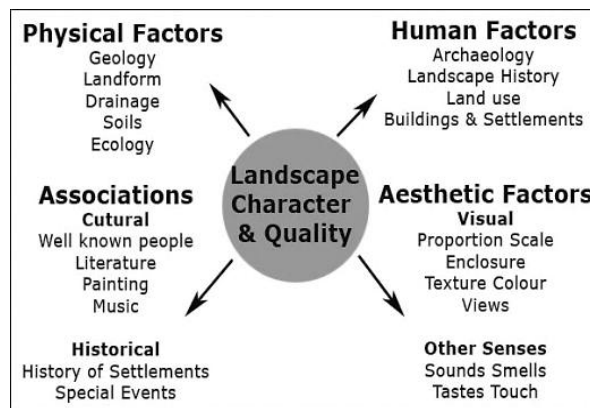 Physical Factors
Geology
Landform
Drainage
Soils
Ecology
Human Factors
Archaeology
Landscape History
Land use
Buildings & Settlements
Landscape
Character
& Quality
Associations
Cutural
Well known people
Literature
Painting
Music
Historical
History of Settlements
Special Events
Aesthetic Factors
Visual
Proportion Scale
Enclosure
Texture Colour
Views
Other Senses
Sounds Smells
Tastes Touch